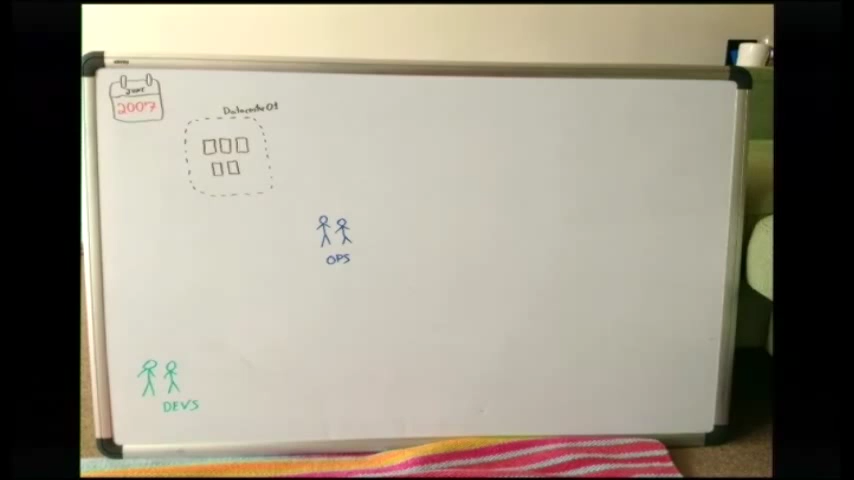 JUNE
2007
Datacenter01
OPS
DEVS